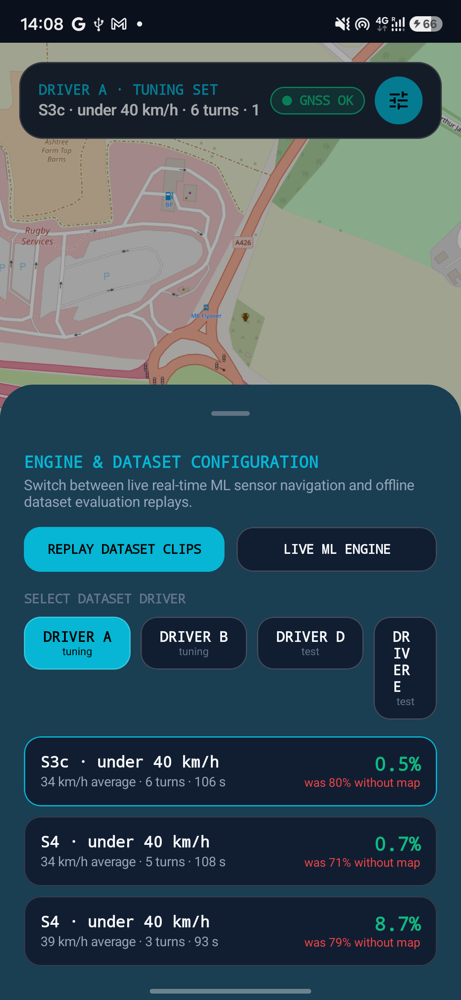 14:08
4G R 66
DRIVER A · TUNING SET
S3c · under 40 km/h · 6 turns · 1
GNSS OK
Ashtree
Farm Top
Barns
BP
Rugby
Services
A426
P
P
P
M6 Flyover
ENGINE & DATASET CONFIGURATION
Switch between live real-time ML sensor navigation and offline
dataset evaluation replays.
REPLAY DATASET CLIPS
LIVE ML ENGINE
SELECT DATASET DRIVER
DRIVER A
tuning
DRIVER B
tuning
DRIVER D
test
DR
IV
ER
E
test
S3c · under 40 km/h
34 km/h average · 6 turns · 106 s
0.5%
was 80% without map
S4 · under 40 km/h
34 km/h average · 5 turns · 108 s
0.7%
was 71% without map
S4 · under 40 km/h
39 km/h average · 3 turns · 93 s
8.7%
was 79% without map